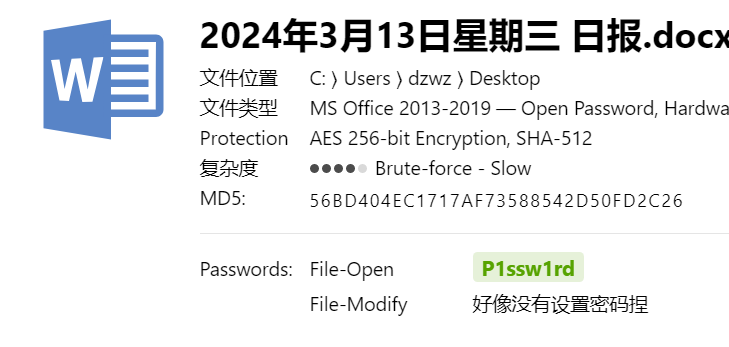 W
2024年3月13日星期三 日报.docx
文件位置 C: ⟩ Users ⟩ dzwz ⟩ Desktop
文件类型 MS Office 2013-2019 — Open Password, Hardwa
Protection AES 256-bit Encryption, SHA-512
复杂度 Brute-force - Slow
MD5: 56BD404EC1717AF73588542D50FD2C26
Passwords: File-Open P1ssw1rd
File-Modify 好像没有设置密码捏